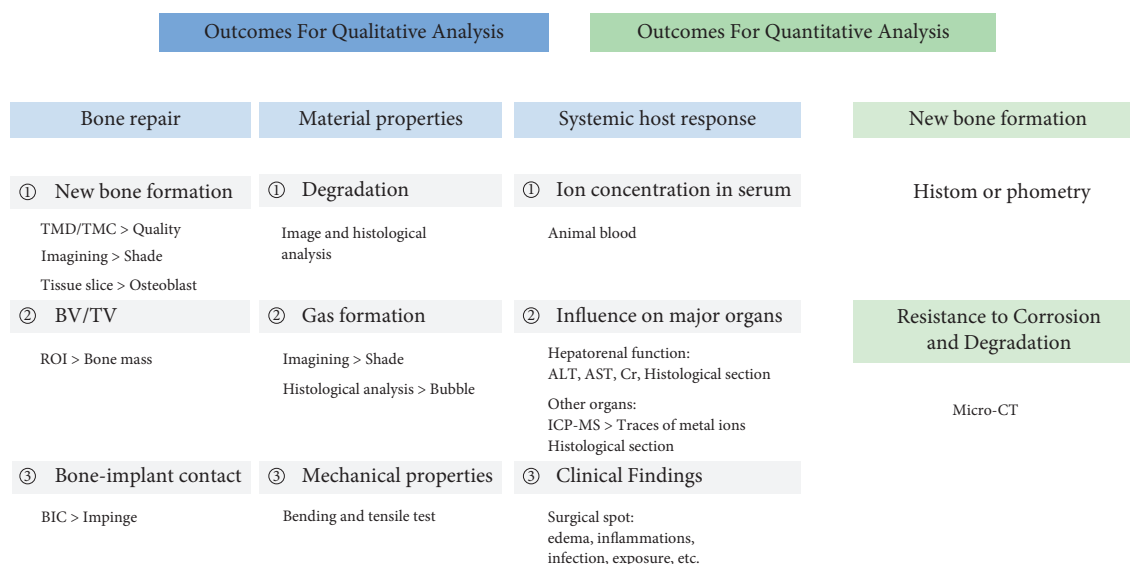 Outcomes For Qualitative Analysis
Outcomes For Quantitative Analysis
Bone repair
Material properties
Systemic host response
New bone formation
① New bone formation
TMD/TMC > Quality
Imagining > Shade
Tissue slice > Osteoblast
② BV/TV
ROI > Bone mass
③ Bone-implant contact
BIC > Impinge
① Degradation
Image and histological
analysis
② Gas formation
Imagining > Shade
Histological analysis > Bubble
③ Mechanical properties
Bending and tensile test
① Ion concentration in serum
Animal blood
② Influence on major organs
Hepatorenal function:
ALT, AST, Cr, Histological section
Other organs:
ICP-MS > Traces of metal ions
Histological section
③ Clinical Findings
Surgical spot:
edema, inflammations,
infection, exposure, etc.
Histom or phometry
Resistance to Corrosion
and Degradation
Micro-CT